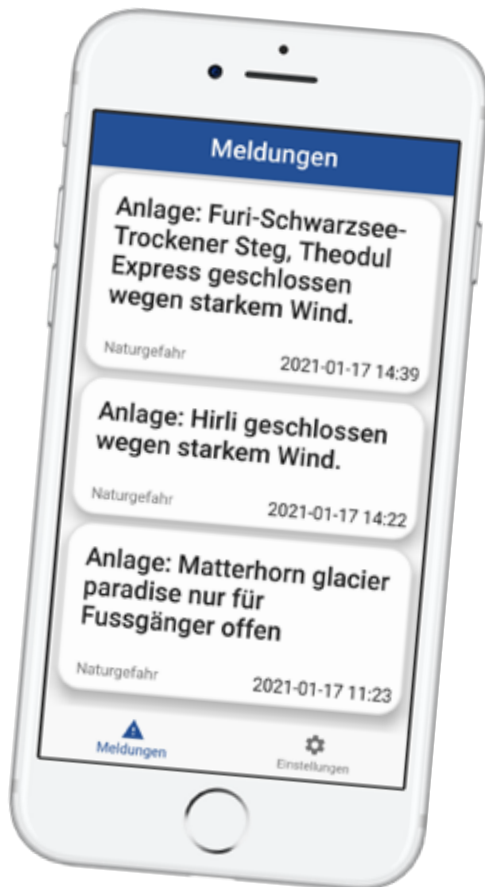 Meldungen
Anlage: Furi-Schwarzsee-
Trockener Steg, Theodul
Express geschlossen
wegen starkem Wind.
Naturgefahr
2021-01-17 14:39
Anlage: Hirli geschlossen
wegen starkem Wind.
Naturgefahr
2021-01-17 14:22
Anlage: Matterhorn glacier
paradise nur für
Fussgänger offen
Naturgefahr
2021-01-17 11:23
Meldungen
Einstellungen